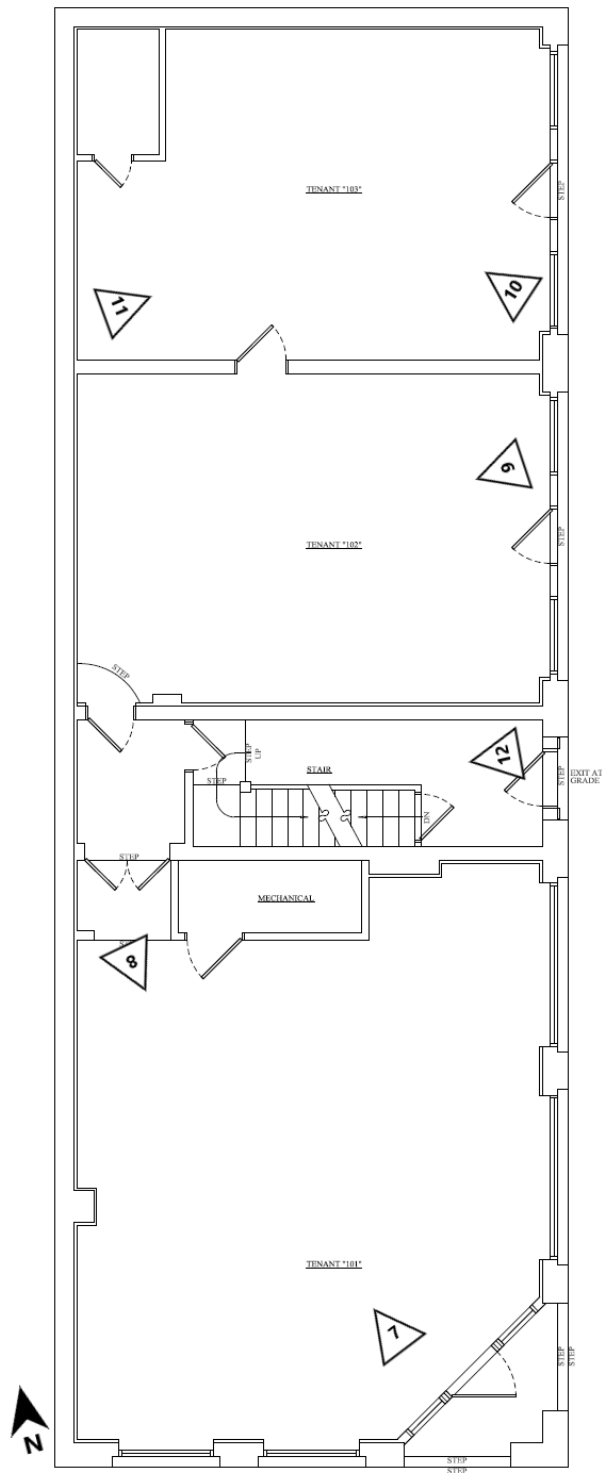 TENANT "103"
STEP
11
10
9
TENANT "102"
STEP
STEP
STEP
UP
STAIR
12
STEP
EXIT AT
GRADE
STEP
DN
STEP
MECHANICAL
8
TENANT "101"
7
STEP
STEP
N
STEP
STEP